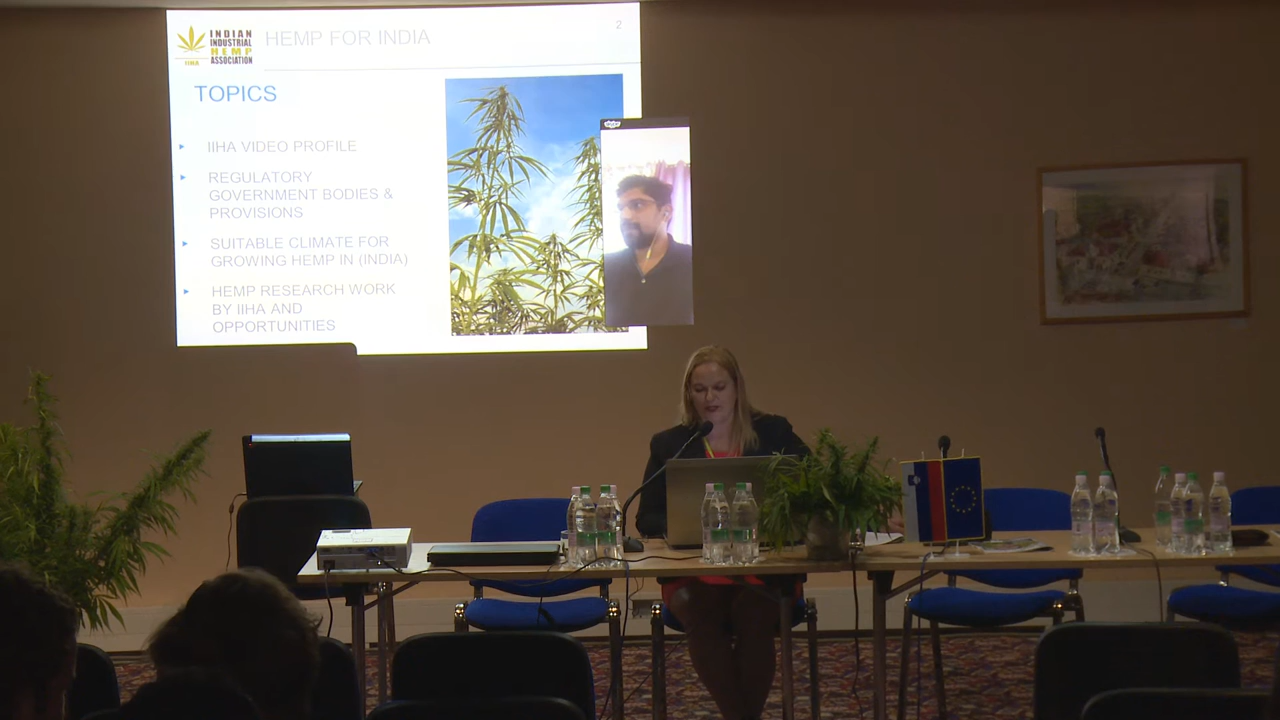 INDIAN
INDUSTRIAL
HEMP
ASSOCIATION
IIHA
HEMP FOR INDIA
2
TOPICS
IIHA VIDEO PROFILE
REGULATORY
GOVERNMENT BODIES &
PROVISIONS
SUITABLE CLIMATE FOR
GROWING HEMP IN (INDIA)
HEMP RESEARCH WORK
BY IIHA AND
OPPORTUNITIES
skype